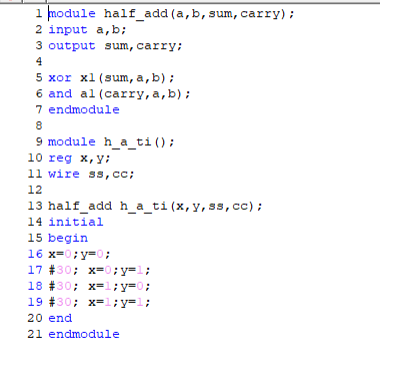 1 module half_add(a,b,sum,carry);
2 input a,b;
3 output sum,carry;
4
5 xor x1(sum,a,b);
6 and a1(carry,a,b);
7 endmodule
8
9 module h_a_ti();
10 reg x,y;
11 wire ss,cc;
12
13 half_add h_a_ti(x,y,ss,cc);
14 initial
15 begin
16 x=0;y=0;
17 #30; x=0;y=1;
18 #30; x=1;y=0;
19 #30; x=1;y=1;
20 end
21 endmodule